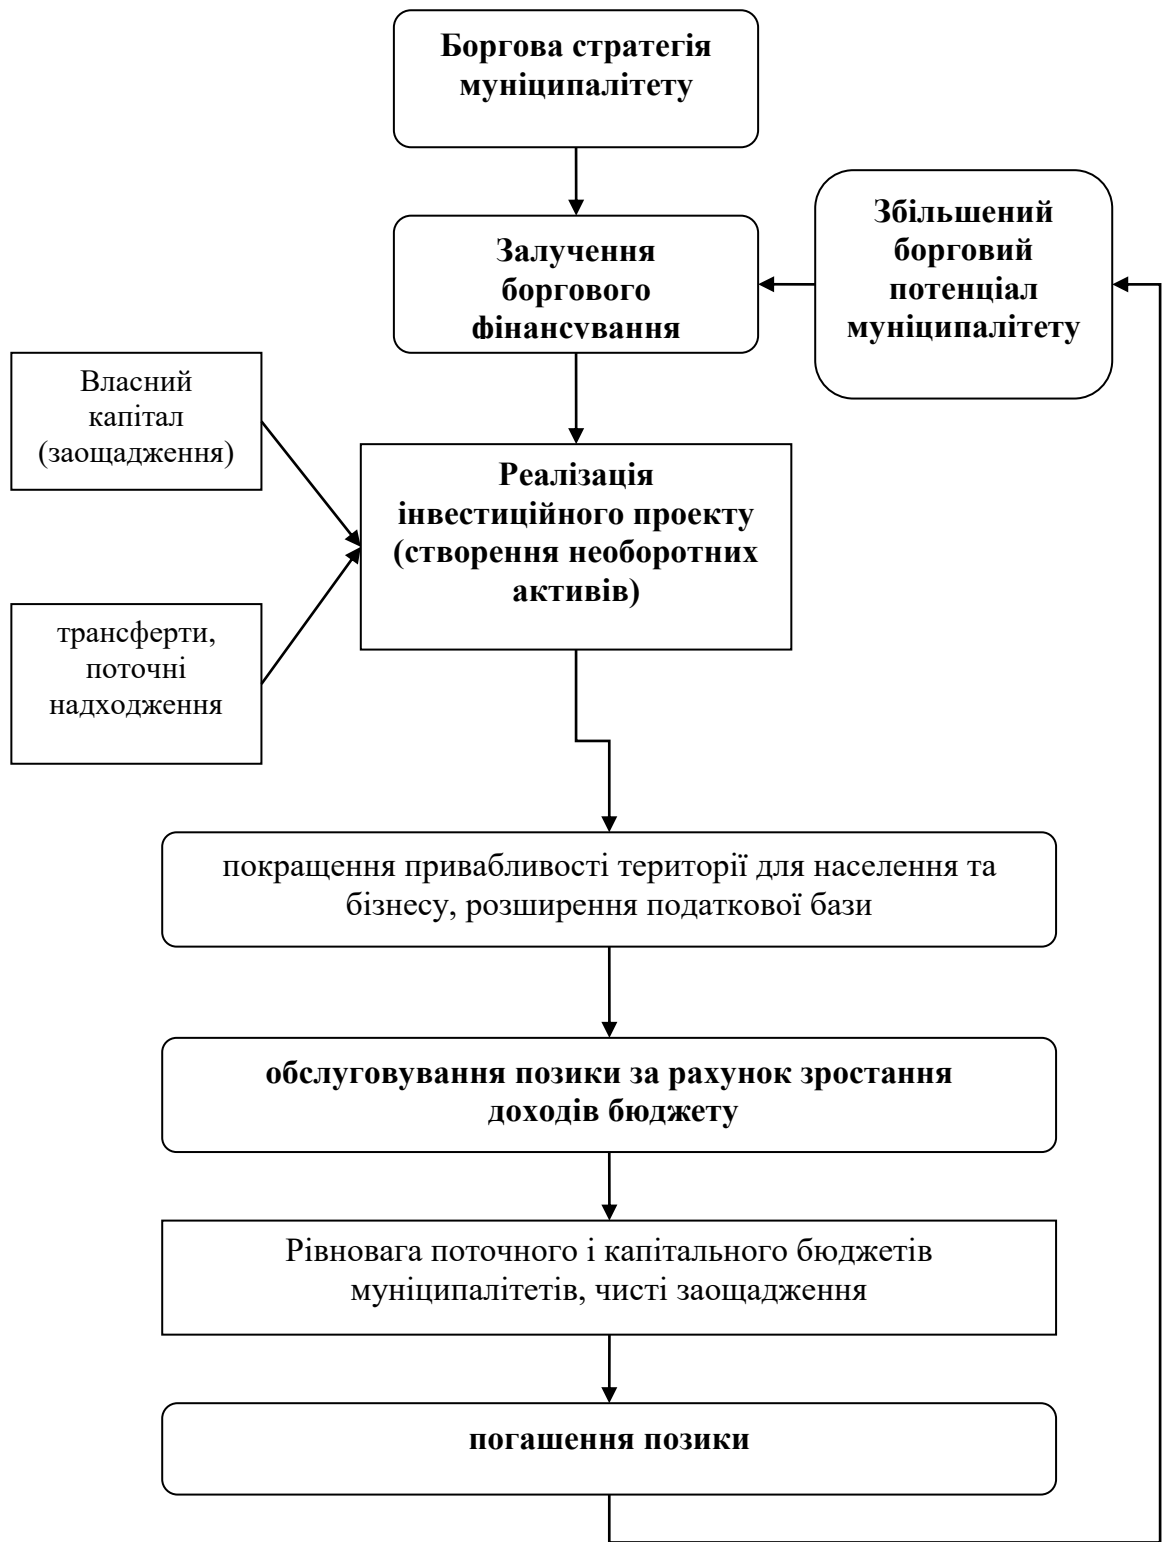 Боргова стратегія
муніципалітету
Збільшений
борговий
потенціал
муніципалітету
Залучення
боргового
фінансування
Власний
капітал
(заощадження)
Реалізація
інвестиційного проекту
(створення необоротних
активів)
трансферти,
поточні
надходження
покращення привабливості території для населення та
бізнесу, розширення податкової бази
обслуговування позики за рахунок зростання
доходів бюджету
Рівновага поточного і капітального бюджетів
муніципалітетів, чисті заощадження
погашення позики